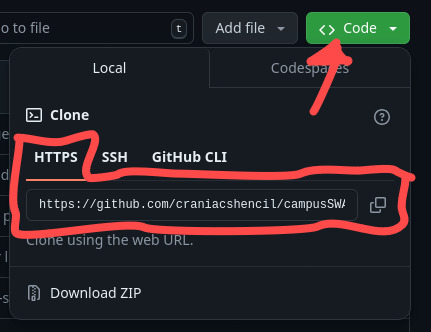 o to file t Add file Code
Local Codespaces
Clone
HTTPS SSH GitHub CLI
https://github.com/craniacshencil/campusSWA
Clone using the web URL.
Download ZIP